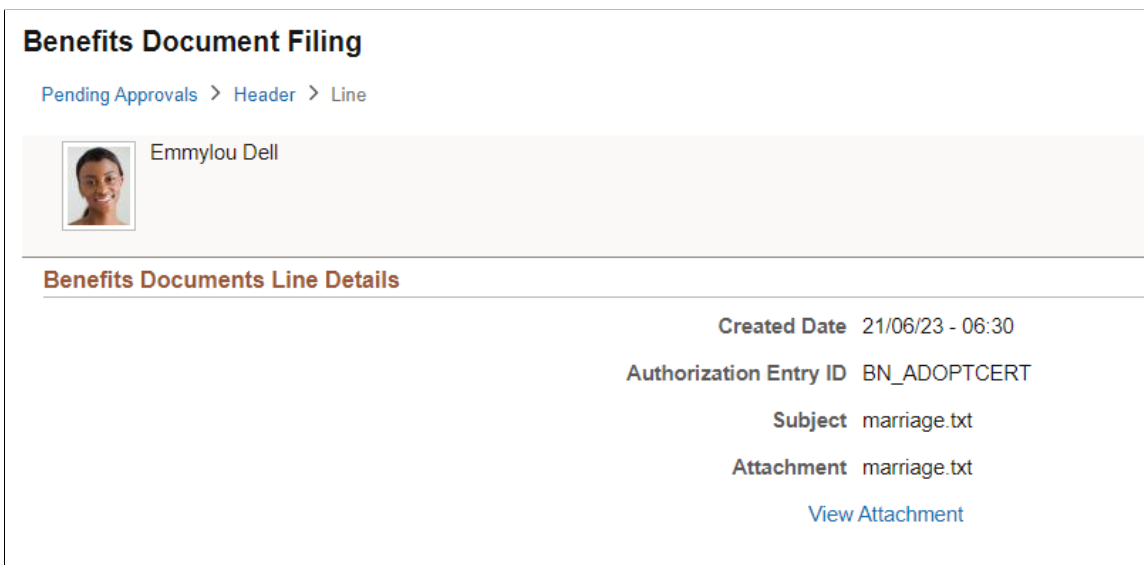 Benefits Document Filing
Pending Approvals > Header > Line
Emmylou Dell
Benefits Documents Line Details
Created Date 21/06/23 - 06:30
Authorization Entry ID BN_ADOPTCERT
Subject marriage.txt
Attachment marriage.txt
View Attachment